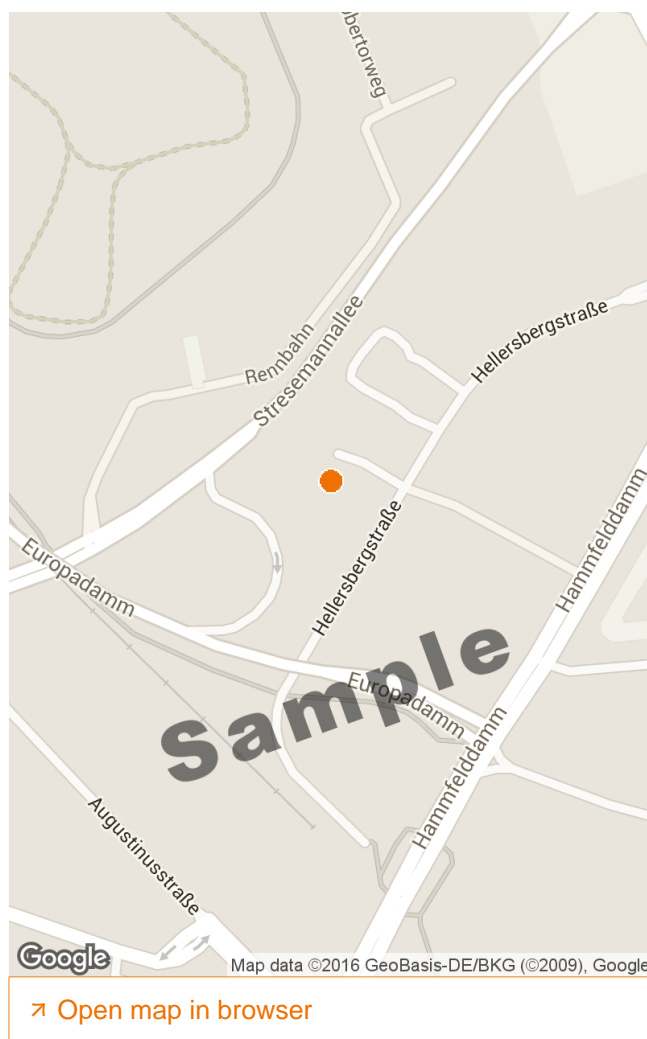 Obertorweg
Rennbahn
Stresemannallee
Hellersbergstraße
Hammfelddamm
Europadamm
Hellersbergstraße
Sample
Europadamm
Hammfelddamm
Augustinusstraße
Google
Map data ©2016 GeoBasis-DE/BKG (©2009), Google
Open map in browser